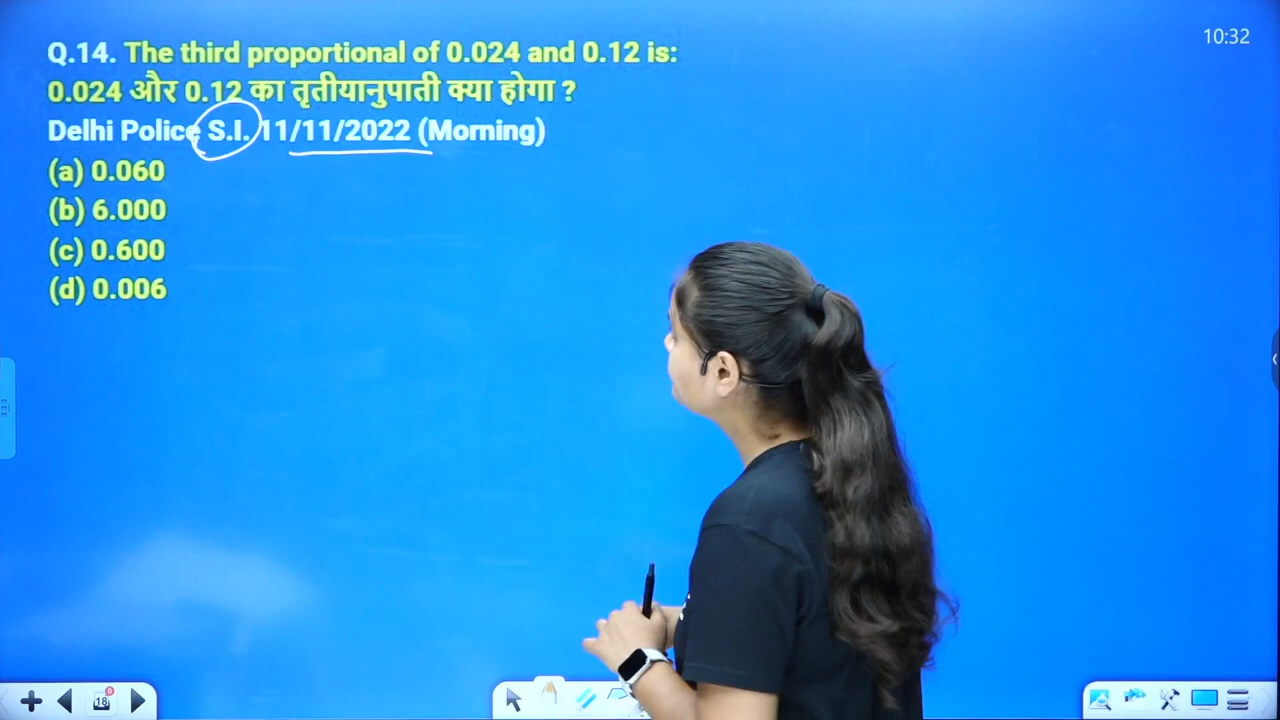 10:32
Q.14. The third proportional of 0.024 and 0.12 is:
0.024 और 0.12 का तृतीयानुपाती क्या होगा ?
Delhi Police S.I. 11/11/2022 (Morning)
(a) 0.060
(b) 6.000
(c) 0.600
(d) 0.006
18